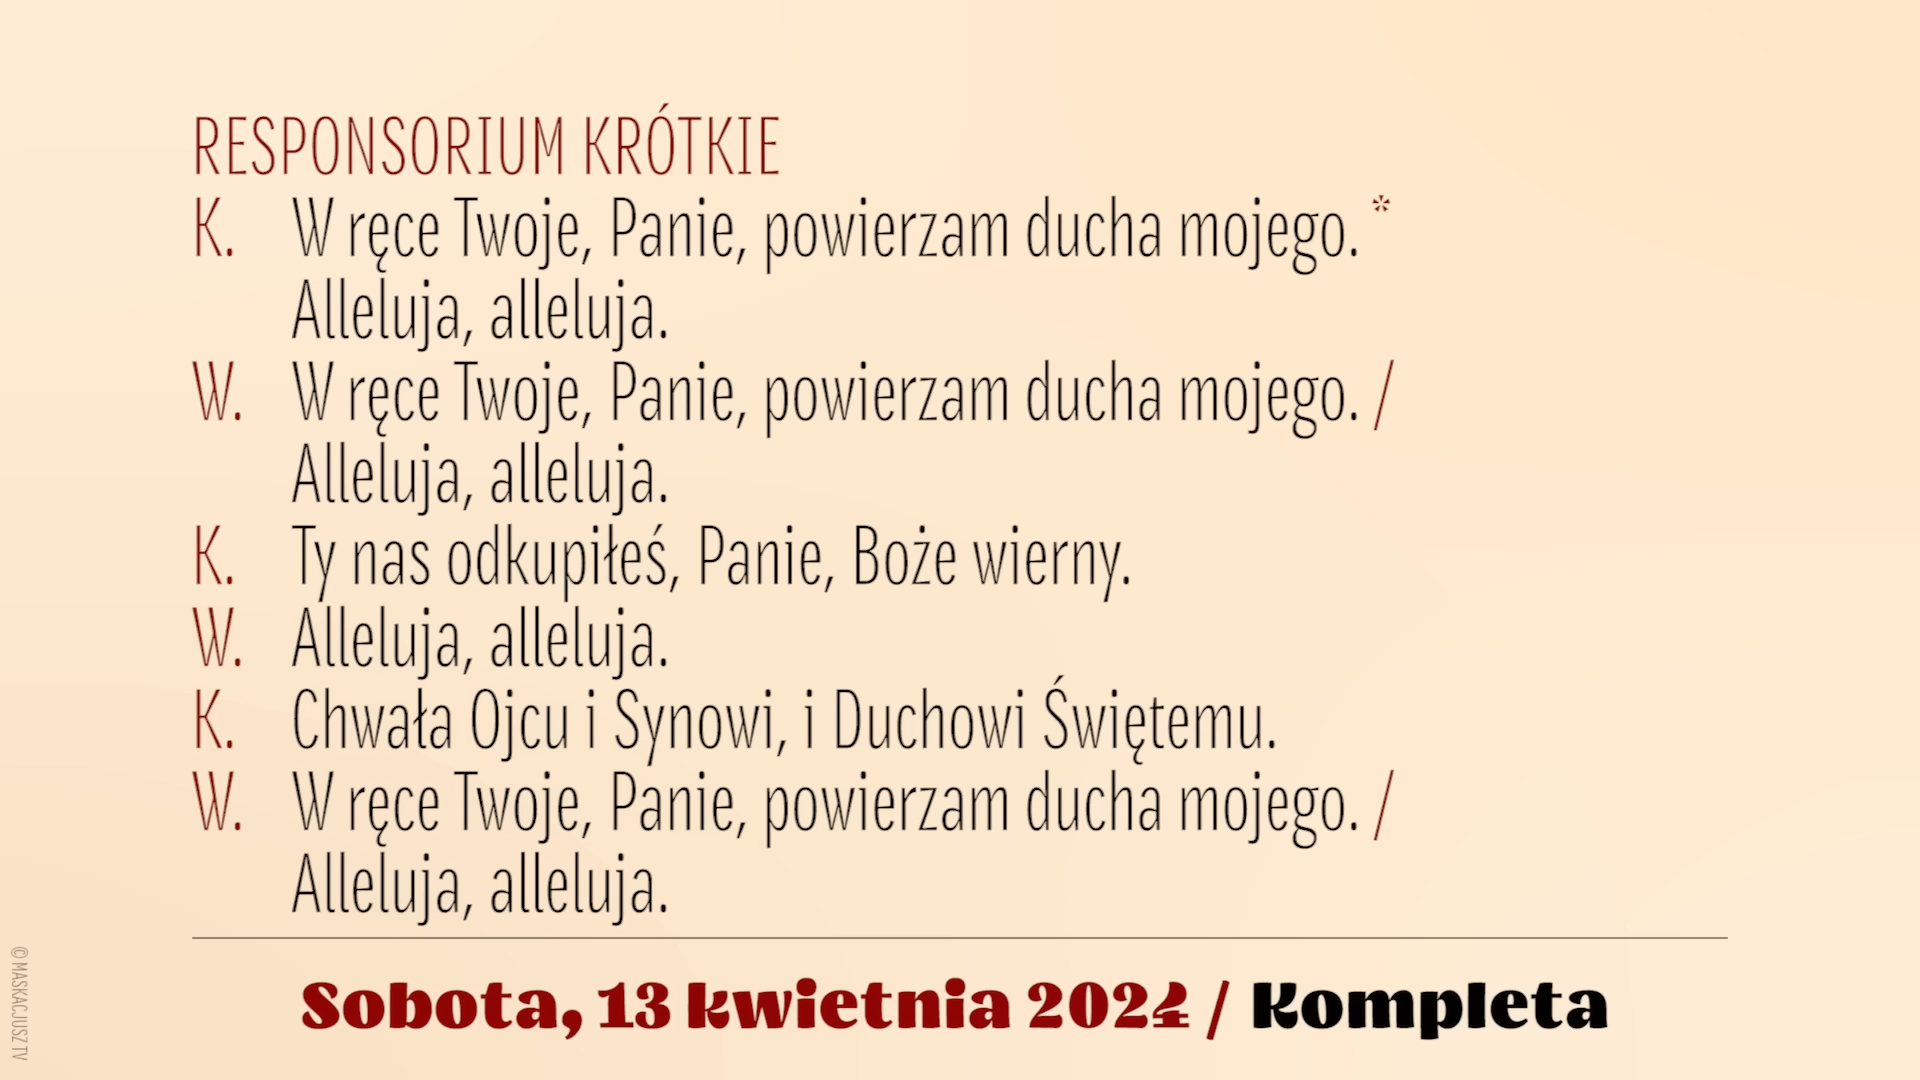 RESPONSORIUM KRÓTKIE
K. W ręce Twoje, Panie, powierzam ducha mojego. *
Alleluja, alleluja.
W. W ręce Twoje, Panie, powierzam ducha mojego. /
Alleluja, alleluja.
K. Ty nas odkupiłeś, Panie, Boże wierny.
W. Alleluja, alleluja.
K. Chwała Ojcu i Synowi, i Duchowi Świętemu.
W. W ręce Twoje, Panie, powierzam ducha mojego. /
Alleluja, alleluja.
Sobota, 13 kwietnia 2024 / Kompleta
© MASKACJUSZ TV